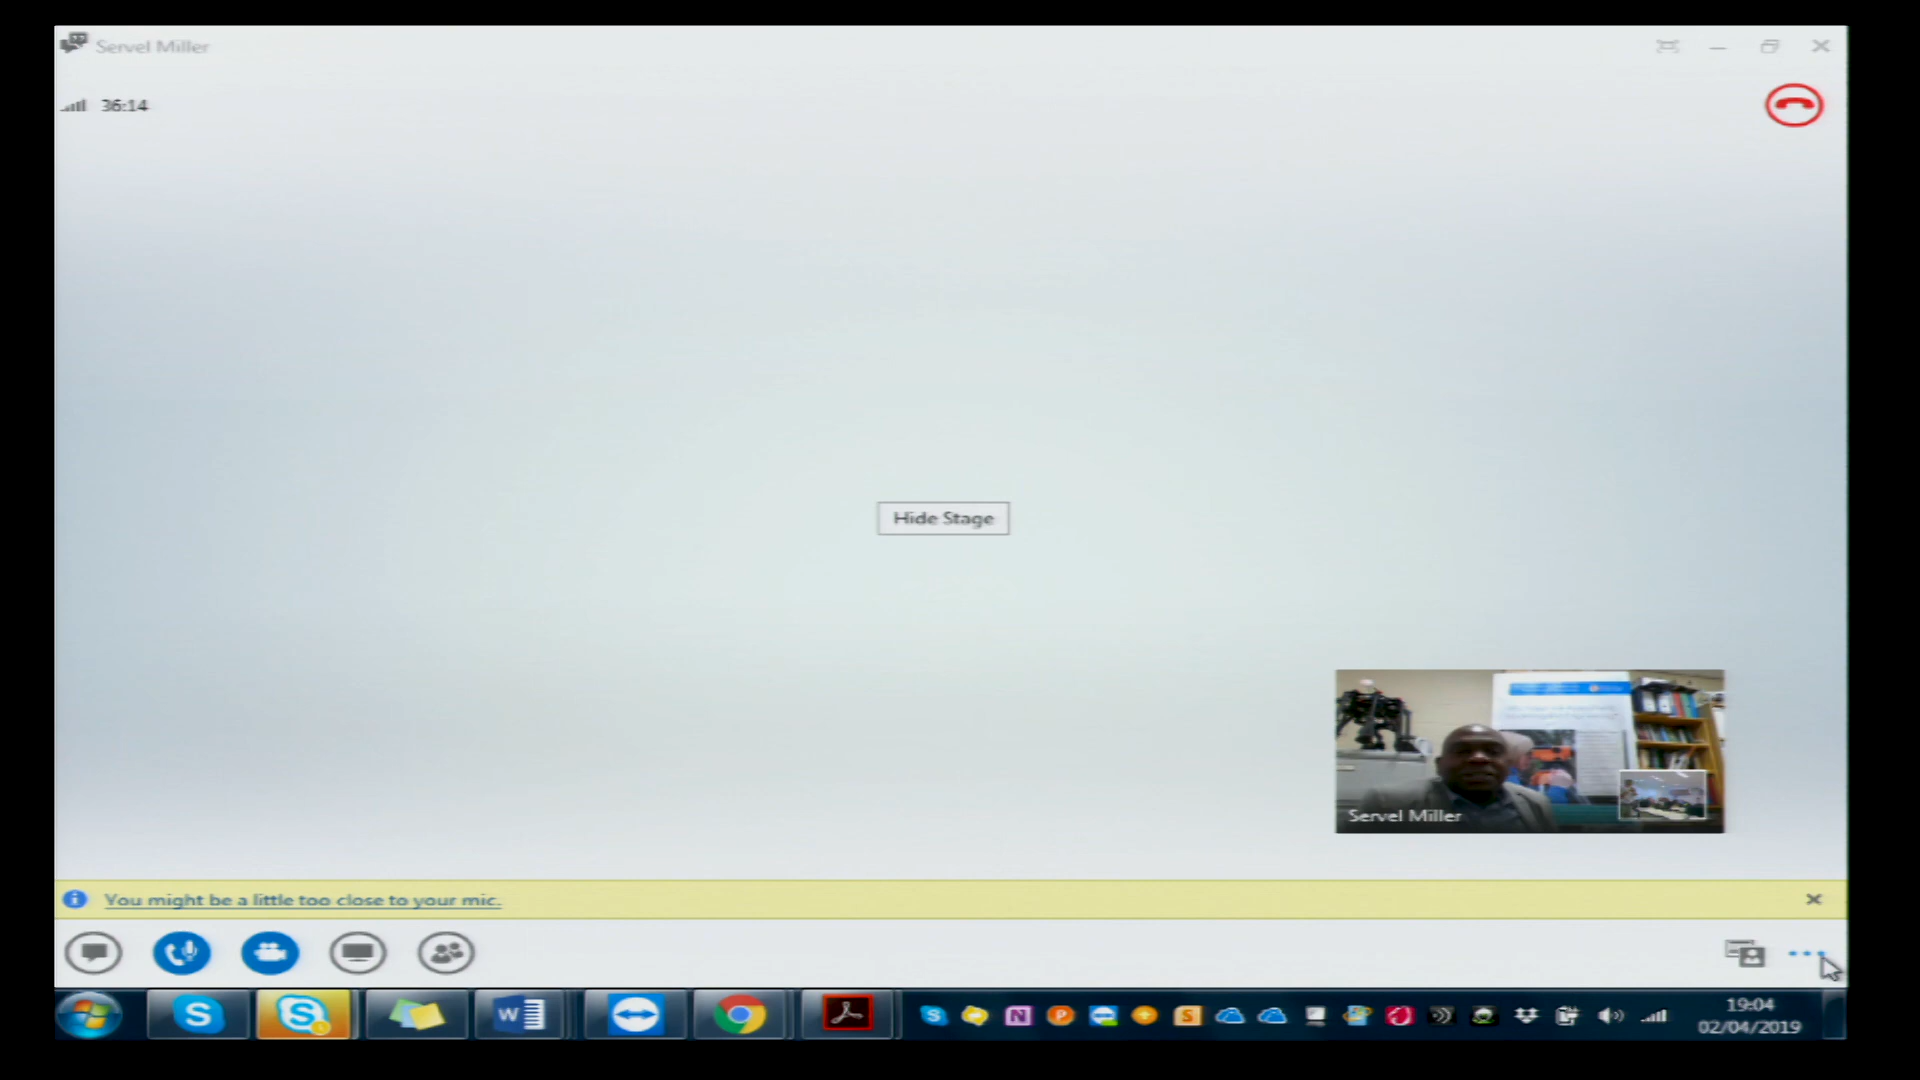 Servel Miller
36:14
Hide Stage
Servel Miller
You might be a little too close to your mic.
19:04
02/04/2019